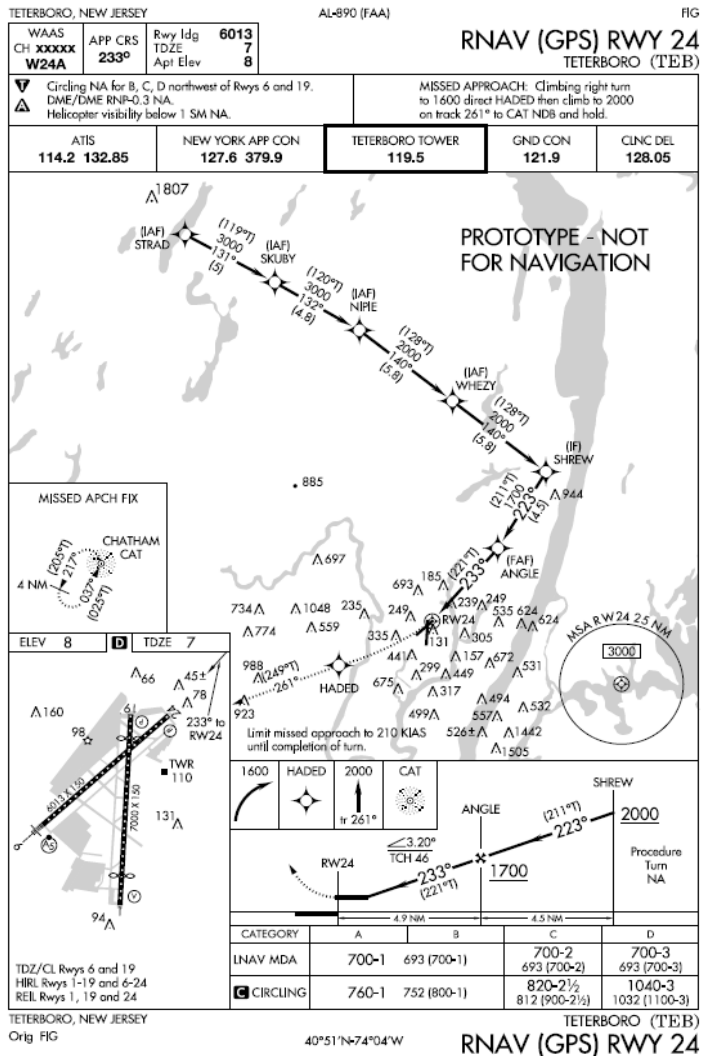 TETERBORO, NEW JERSEY
AL-890 (FAA)
FIG
WAAS
CH XXXXX
W24A
APP CRS
233°
Rwy ldg 6013
TDZE 7
Apt Elev 8
RNAV (GPS) RWY 24
TETERBORO (TEB)
Circling NA for B, C, D northwest of Rwys 6 and 19.
DME/DME RNP-0.3 NA.
Helicopter visibility below 1 SM NA.
MISSED APPROACH: Climbing right turn
to 1600 direct HADED then climb to 2000
on track 261° to CAT NDB and hold.
ATIS
114.2 132.85
NEW YORK APP CON
127.6 379.9
TETERBORO TOWER
119.5
GND CON
121.9
CLNC DEL
128.05
1807
(IAF)
STRAD
(119°T)
3000
131°
(5)
(IAF)
SKUBY
PROTOTYPE - NOT
FOR NAVIGATION
(120°T)
3000
132°
(4.8)
(IAF)
NIPIE
(128°T)
2000
140°
(5.8)
(IAF)
WHEZY
(128°T)
2000
140°
(5.8)
(IF)
SHREW
885
944
(211°T)
1700
223°
(4.5)
(FAF)
ANGLE
(221°T)
233°
MISSED APCH FIX
CHATHAM
CAT
(205°T)
217°
037°
(025°T)
4 NM
697
693
185
734
1048
235
249
239
249
535
624
624
774
559
335
RW24
131
305
988
(249°T)
261°
HADED
441
299
157
449
672
531
675
317
494
532
923
499
557
526±
1442
1505
MSA RW24 25 NM
3000
Limit missed approach to 210 KIAS
until completion of turn.
ELEV 8
D
TDZE 7
66
45±
78
160
98
19
24
233° to
RW24
TWR
110
6013 X 150
7000 X 150
131
6
A5
P
V
94
TDZ/CL Rwys 6 and 19
HIRL Rwys 1-19 and 6-24
REIL Rwys 1, 19 and 24
1600
HADED
2000
tr 261°
CAT
SHREW
ANGLE
(211°T)
223°
2000
3.20°
TCH 46
RW24
233°
(221°T)
1700
Procedure
Turn
NA
4.9 NM
4.5 NM
CATEGORY A B C D
LNAV MDA 700-1 693 (700-1) 700-2 693 (700-2) 700-3 693 (700-3)
C CIRCLING 760-1 752 (800-1) 820-2½ 812 (900-2½) 1040-3 1032 (1100-3)
TETERBORO, NEW JERSEY
Orig FIG
40°51'N-74°04'W
TETERBORO (TEB)
RNAV (GPS) RWY 24